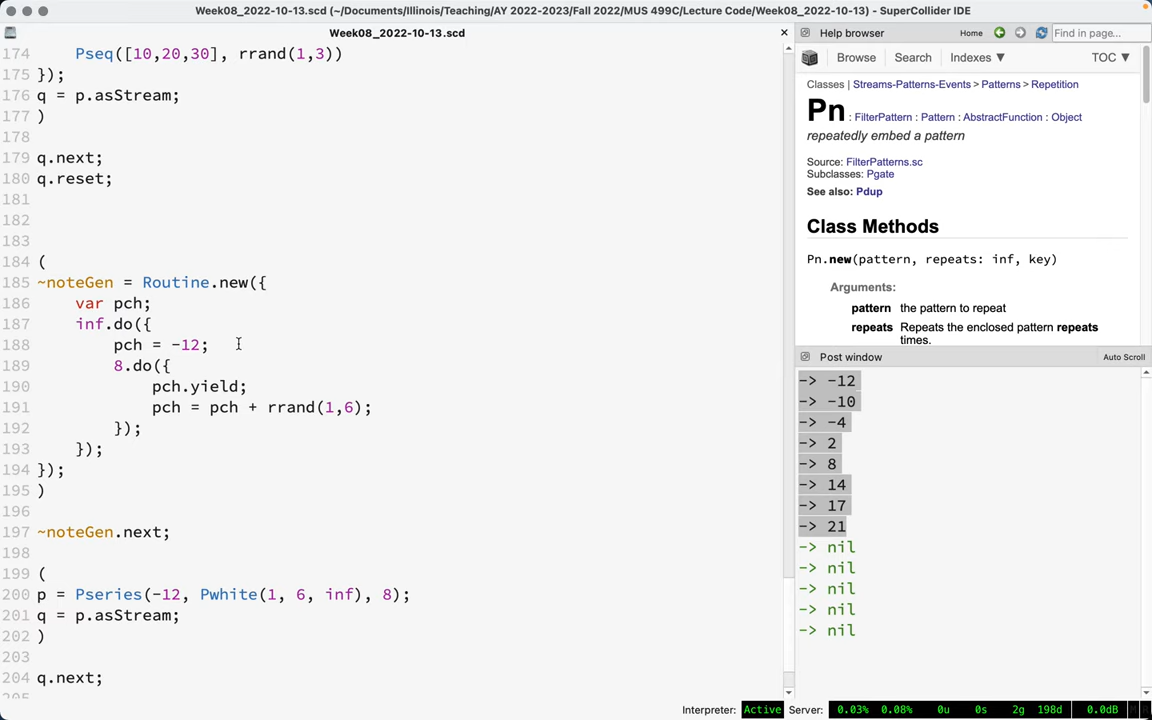 Week08_2022-10-13.scd (~/Documents/Illinois/Teaching/AY 2022-2023/Fall 2022/MUS 499C/Lecture Code/Week08_2022-10-13) - SuperCollider IDE
Week08_2022-10-13.scd
174 Pseq([10,20,30], rrand(1,3))
175 });
176 q = p.asStream;
177 )
178
179 q.next;
180 q.reset;
181
182
183
184 (
185 ~noteGen = Routine.new({
186 var pch;
187 inf.do({
188 pch = -12;
189 8.do({
190 pch.yield;
191 pch = pch + rrand(1,6);
192 });
193 });
194 });
195 )
196
197 ~noteGen.next;
198
199 (
200 p = Pseries(-12, Pwhite(1, 6, inf), 8);
201 q = p.asStream;
202 )
203
204 q.next;
205
Help browser Home Find in page...
Browse Search Indexes ▼ TOC ▼
Classes | Streams-Patterns-Events > Patterns > Repetition
Pn : FilterPattern : Pattern : AbstractFunction : Object
repeatedly embed a pattern
Source: FilterPatterns.sc
Subclasses: Pgate
See also: Pdup
Class Methods
Pn.new(pattern, repeats: inf, key)
Arguments:
pattern the pattern to repeat
repeats Repeats the enclosed pattern repeats
times.
Post window Auto Scroll
-> -12
-> -10
-> -4
-> 2
-> 8
-> 14
-> 17
-> 21
-> nil
-> nil
-> nil
-> nil
-> nil
Interpreter: Active Server: 0.03% 0.08% 0u 0s 2g 198d 0.0dB M R